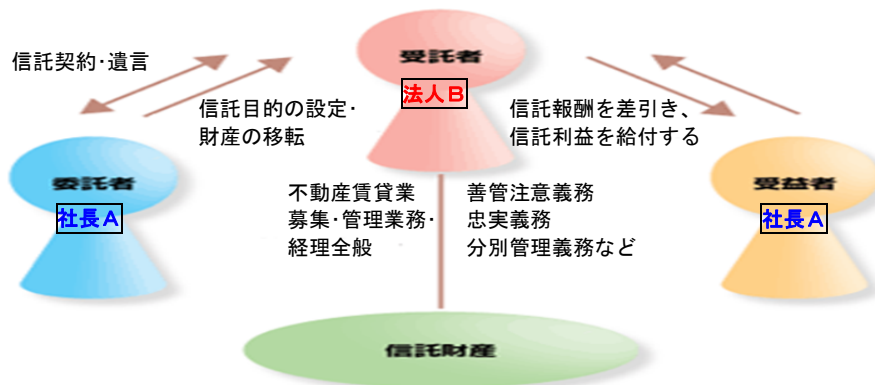 受託者
法人B
信託契約・遺言
信託目的の設定・
財産の移転
信託報酬を差引き、
信託利益を給付する
委託者
社長A
受益者
社長A
不動産賃貸業
募集・管理業務・
経理全般
善管注意義務
忠実義務
分別管理義務など
信託財産